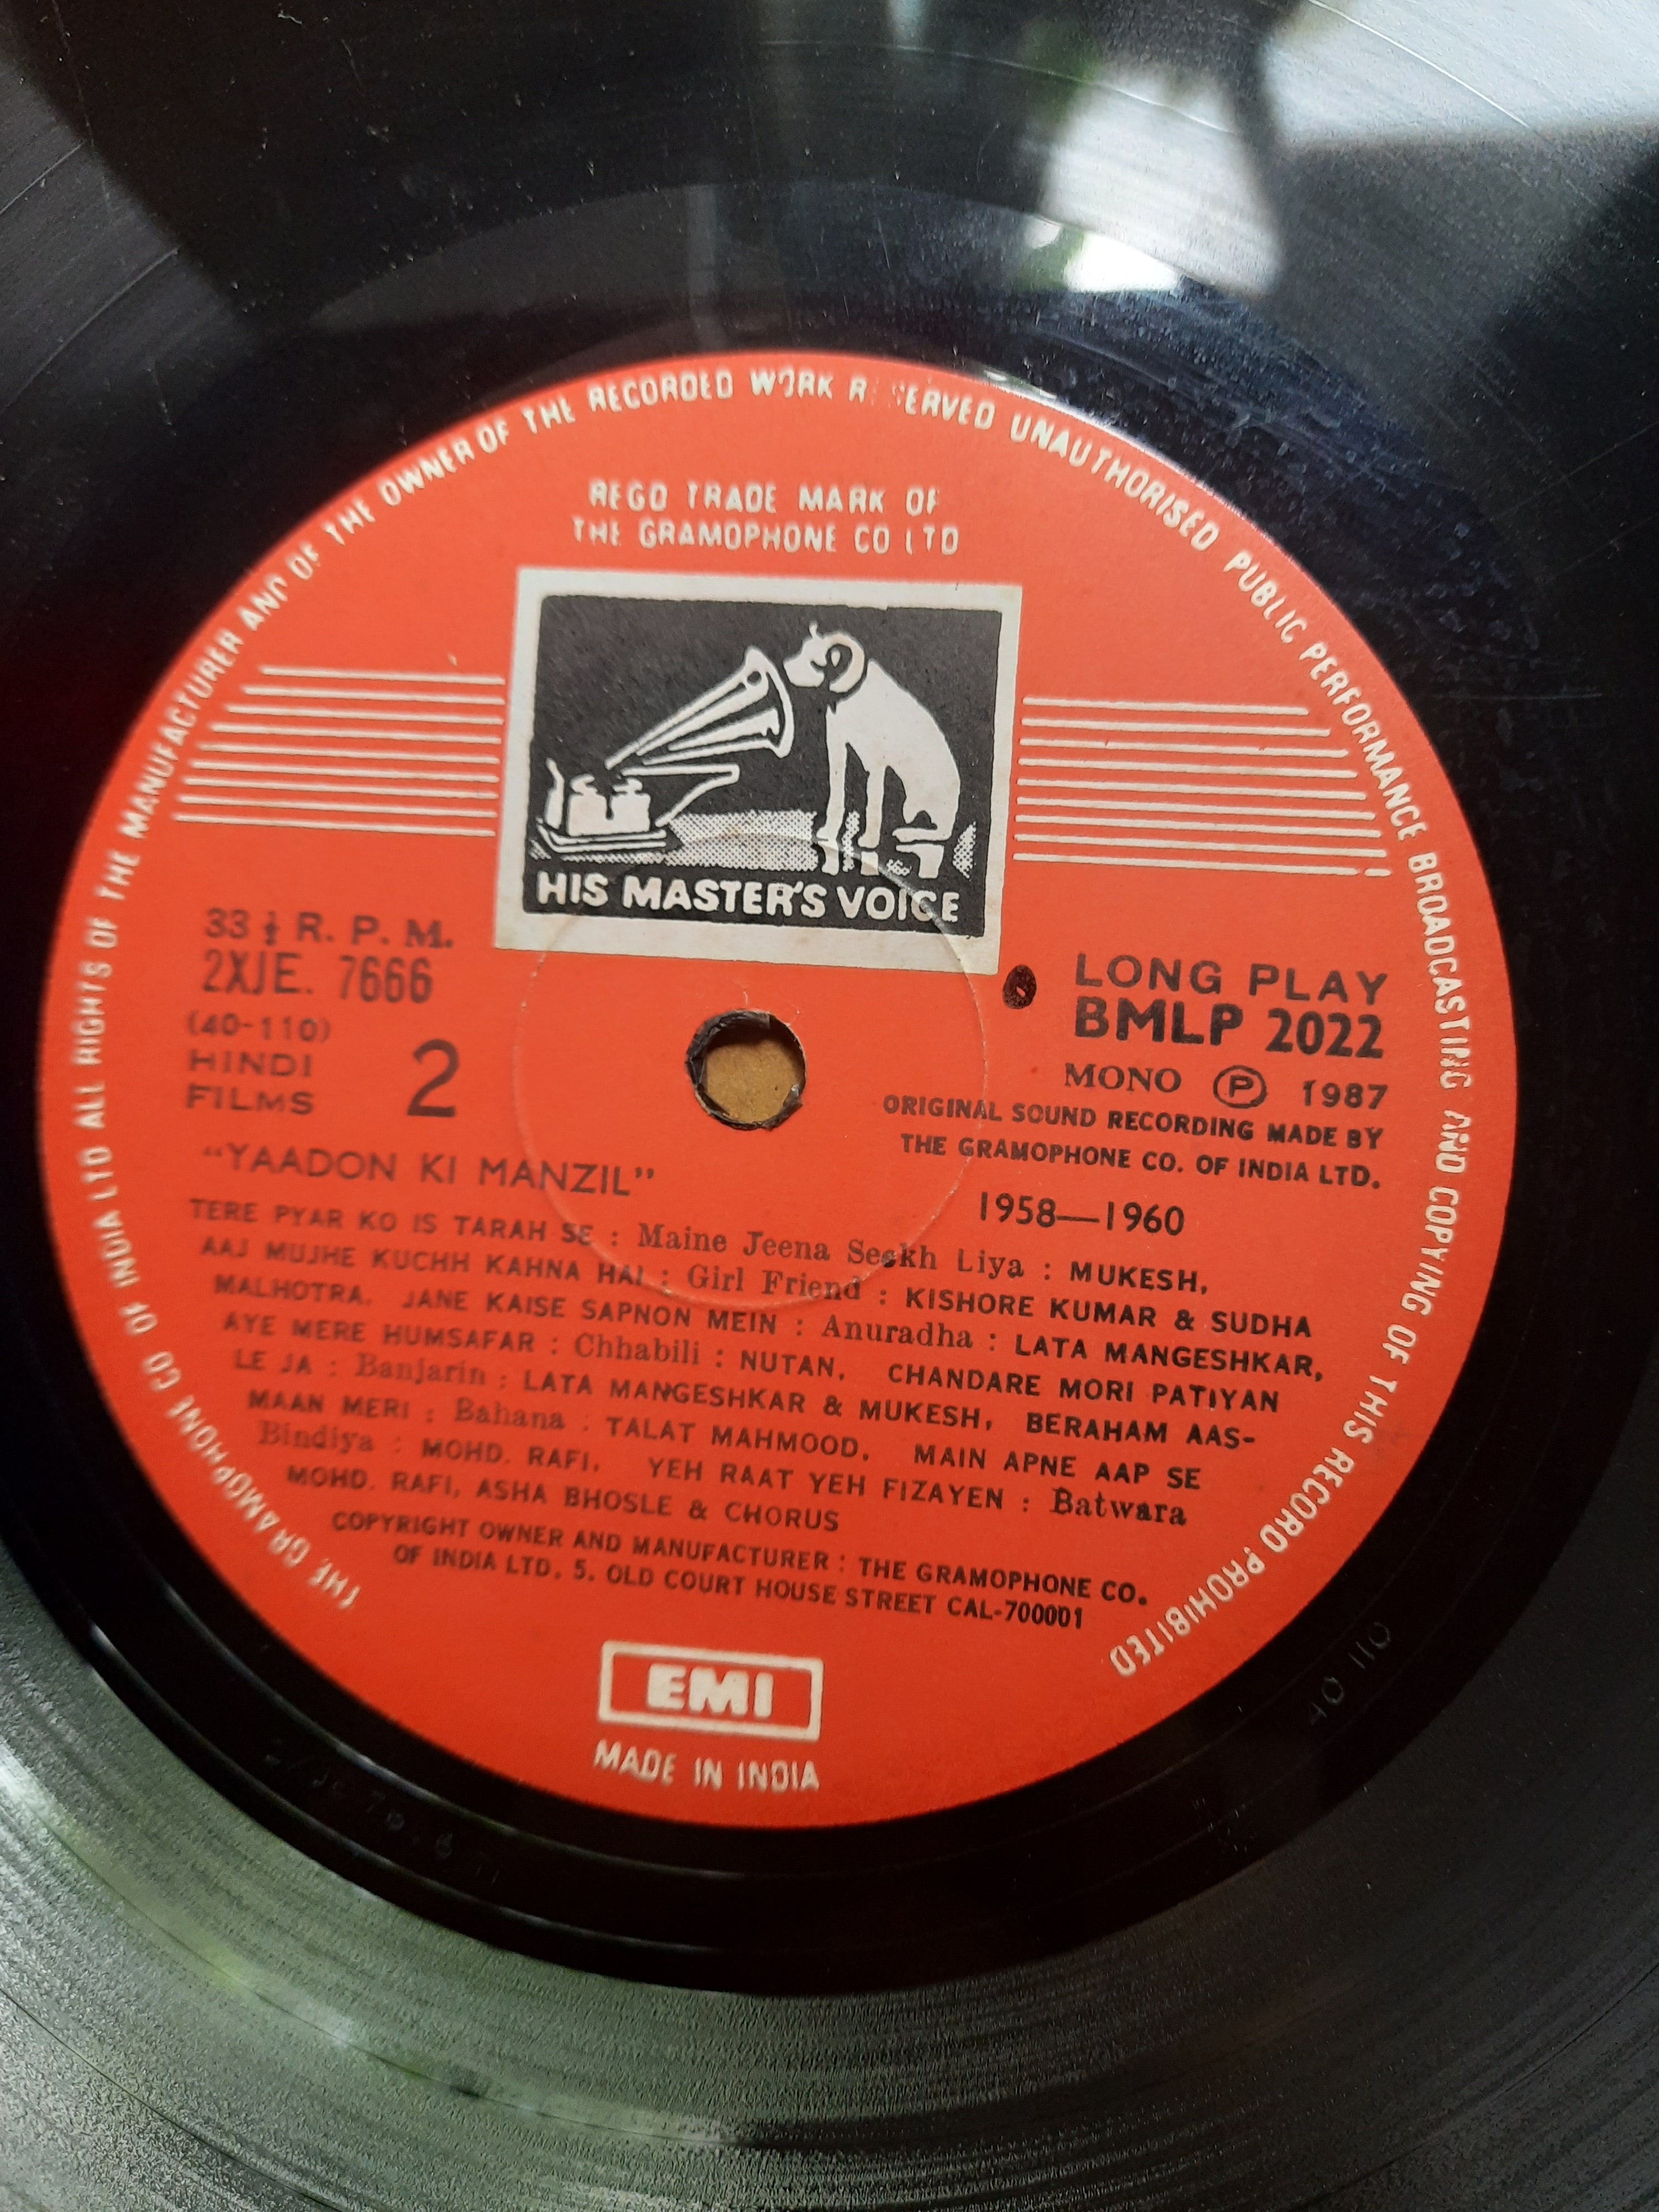 THE GRAMOPHONE CO OF INDIA LTD ALL RIGHTS OF THE MANUFACTURER AND OF THE OWNER OF THE RECORDED WORK RESERVED UNAUTHORISED PUBLIC PERFORMANCE BROADCASTING AND COPYING OF THIS RECORD PROHIBITED
REGD TRADE MARK OF
THE GRAMOPHONE CO LTD
HIS MASTER'S VOICE
33⅓ R. P. M.
2XJE. 7666
(40-110)
HINDI
FILMS
2
LONG PLAY
BMLP 2022
MONO Ⓟ 1987
ORIGINAL SOUND RECORDING MADE BY
THE GRAMOPHONE CO. OF INDIA LTD.
"YAADON KI MANZIL"
1958—1960
TERE PYAR KO IS TARAH SE : Maine Jeena Seekh Liya : MUKESH,
AAJ MUJHE KUCHH KAHNA HAI : Girl Friend : KISHORE KUMAR & SUDHA
MALHOTRA. JANE KAISE SAPNON MEIN : Anuradha : LATA MANGESHKAR,
AYE MERE HUMSAFAR : Chhabili : NUTAN, CHANDARE MORI PATIYAN
LE JA : Banjarin : LATA MANGESHKAR & MUKESH, BERAHAM AAS-
MAAN MERI : Bahana : TALAT MAHMOOD, MAIN APNE AAP SE
Bindiya : MOHD. RAFI, YEH RAAT YEH FIZAYEN : Batwara
MOHD. RAFI, ASHA BHOSLE & CHORUS
COPYRIGHT OWNER AND MANUFACTURER : THE GRAMOPHONE CO.
OF INDIA LTD. 5, OLD COURT HOUSE STREET CAL-700001
EMI
MADE IN INDIA
40 110